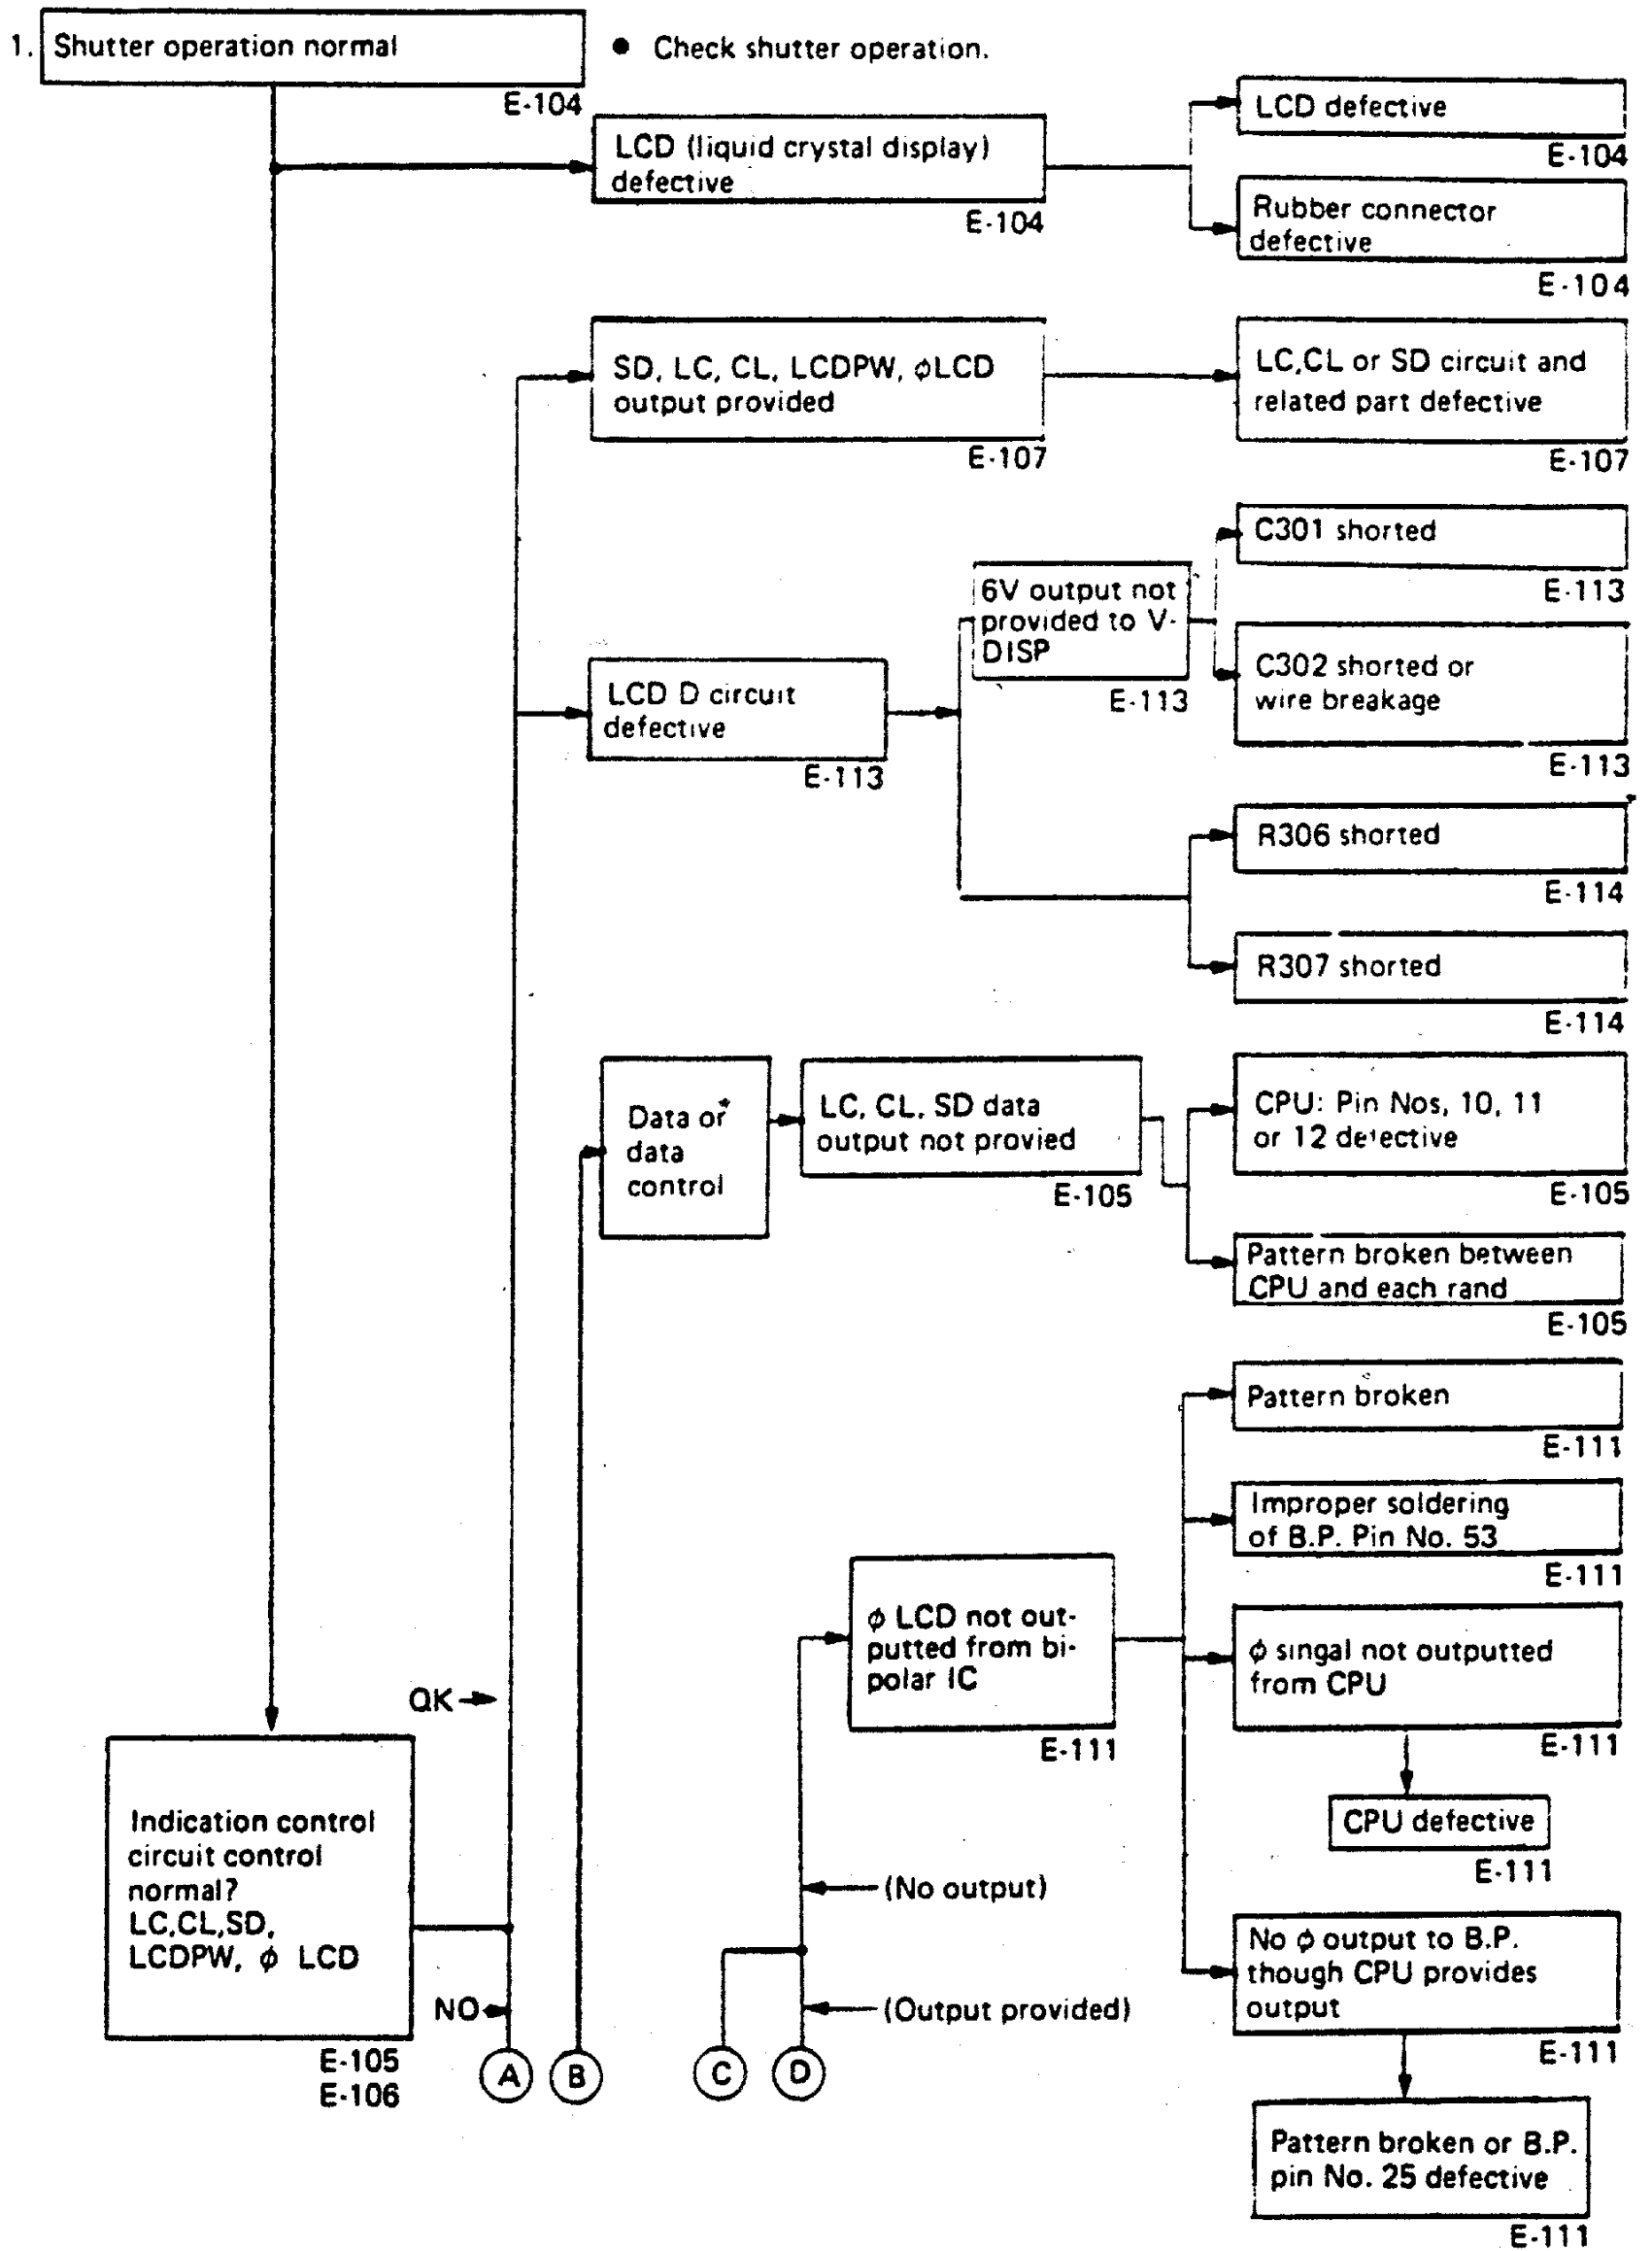 1. Shutter operation normal
● Check shutter operation.
E-104
LCD (liquid crystal display)
defective
E-104
LCD defective
E-104
Rubber connector
defective
E-104
SD, LC, CL, LCDPW, φLCD
output provided
E-107
LC,CL or SD circuit and
related part defective
E-107
LCD D circuit
defective
E-113
6V output not
provided to V-
DISP
E-113
C301 shorted
E-113
C302 shorted or
wire breakage
E-113
R306 shorted
E-114
R307 shorted
E-114
Data or*
data
control
LC, CL, SD data
output not provied
E-105
CPU: Pin Nos, 10, 11
or 12 defective
E-105
Pattern broken between
CPU and each rand
E-105
φ LCD not out-
putted from bi-
polar IC
E-111
Pattern broken
E-111
Improper soldering
of B.P. Pin No. 53
E-111
φ singal not outputted
from CPU
E-111
CPU defective
E-111
No φ output to B.P.
though CPU provides
output
E-111
Pattern broken or B.P.
pin No. 25 defective
E-111
OK
Indication control
circuit control
normal?
LC,CL,SD,
LCDPW, φ LCD
E-105
E-106
NO
(No output)
(Output provided)
A
B
C
D